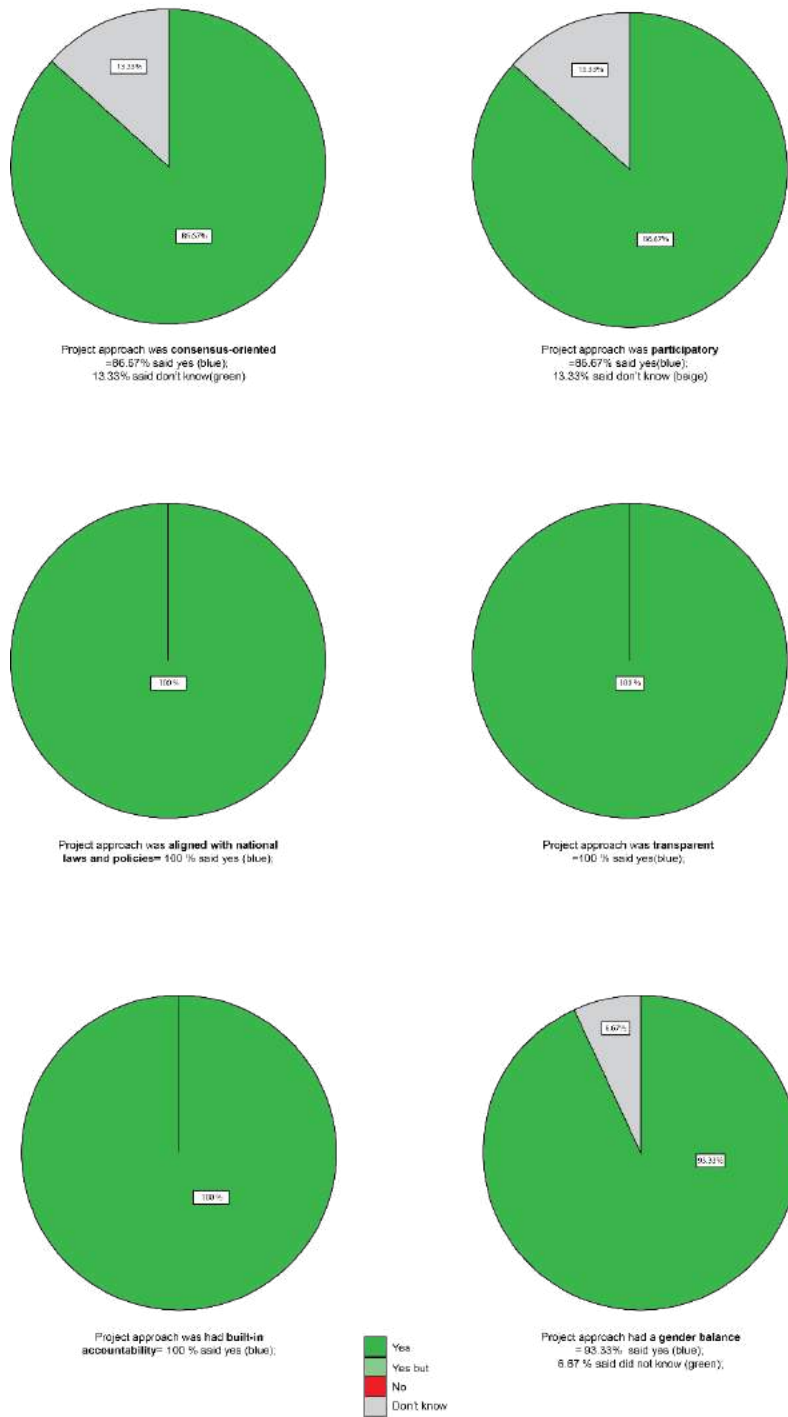 13.33%
13.33%
86.67%
86.67%
Project approach was consensus-oriented
=86.67% said yes (blue);
13.33% said don't know(green)
Project approach was participatory
=86.67% said yes(blue);
13.33% said don't know (beige)
100 %
100 %
Project approach was aligned with national
laws and policies= 100 % said yes (blue);
Project approach was transparent
=100 % said yes(blue);
6.67%
93.33%
100 %
Project approach was had built-in
accountability= 100 % said yes (blue);
Yes
Yes but
No
Don't know
Project approach had a gender balance
= 93.33% said yes (blue);
6.67 % said did not know (green);